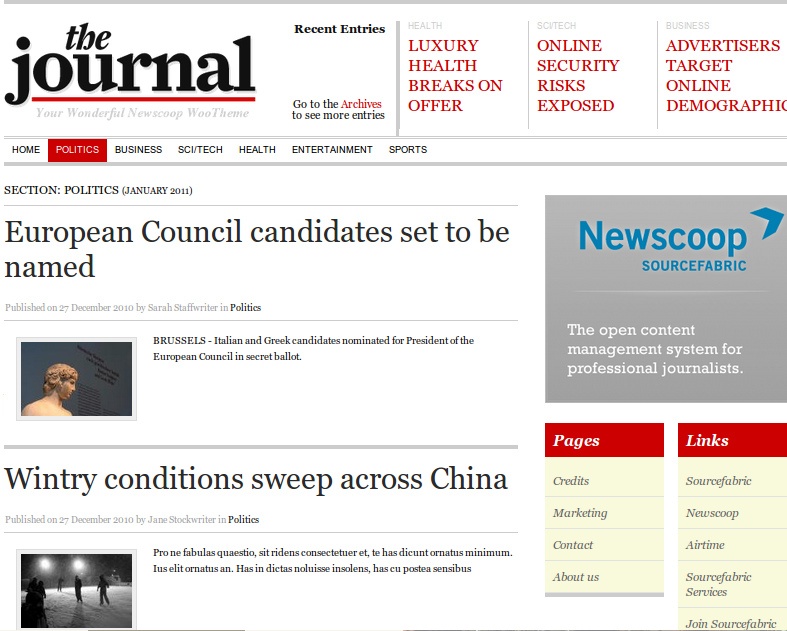 the
journal
Your Wonderful Newscoop WooTheme
Recent Entries
Go to the Archives
to see more entries
HEALTH
LUXURY
HEALTH
BREAKS ON
OFFER
SCI/TECH
ONLINE
SECURITY
RISKS
EXPOSED
BUSINESS
ADVERTISERS
TARGET
ONLINE
DEMOGRAPHIC
HOME POLITICS BUSINESS SCI/TECH HEALTH ENTERTAINMENT SPORTS
SECTION: POLITICS (JANUARY 2011)
European Council candidates set to be
named
Published on 27 December 2010 by Sarah Staffwriter in Politics
BRUSSELS - Italian and Greek candidates nominated for President of the
European Council in secret ballot.
Wintry conditions sweep across China
Published on 27 December 2010 by Jane Stockwriter in Politics
Pro ne fabulas quaestio, sit ridens consectetuer et, te has dicunt ornatus minimum.
Ius elit ornatus an. Has in dictas noluisse insolens, has cu postea sensibus
Newscoop
SOURCEFABRIC
The open content
management system for
professional journalists.
Pages
Credits
Marketing
Contact
About us
Links
Sourcefabric
Newscoop
Airtime
Sourcefabric
Services
Join Sourcefabric